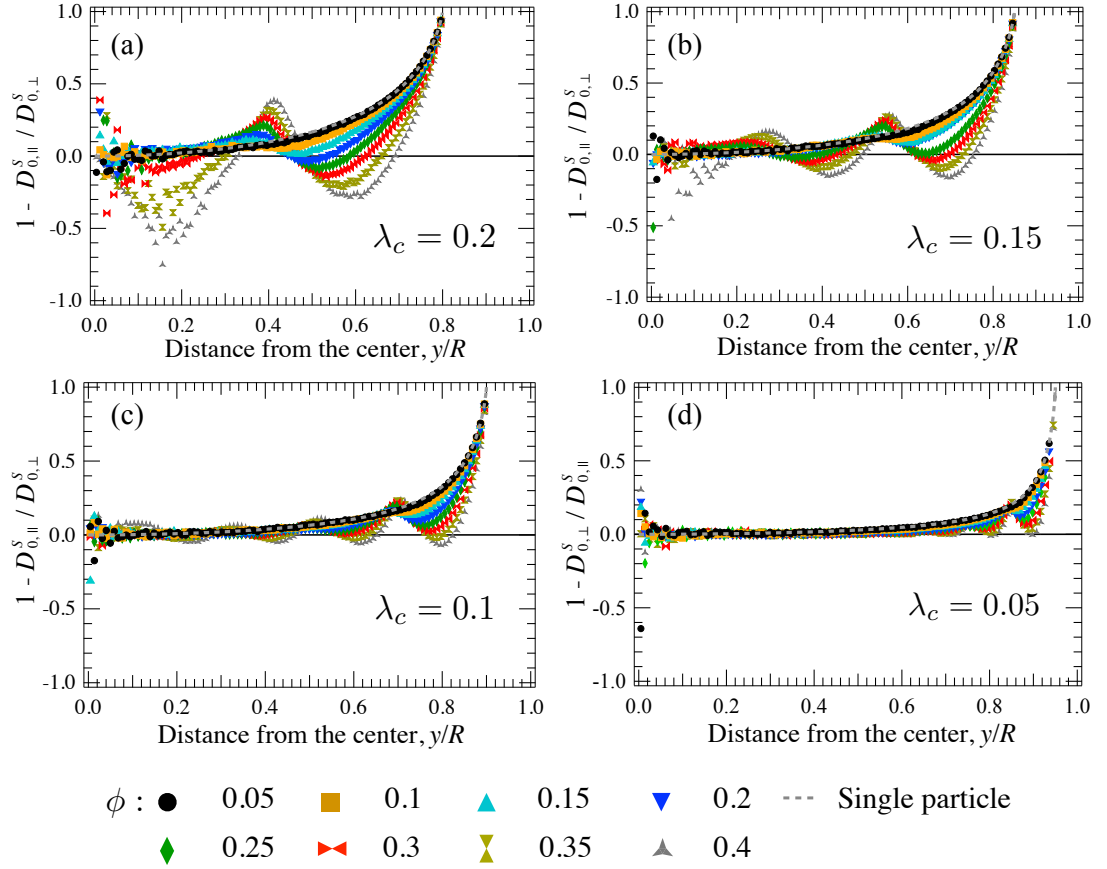 (a)
1.0
0.5
0.0
-0.5
-1.0
1 - D^S_{0,∥} / D^S_{0,⊥}
λ_c = 0.2
0.0 0.2 0.4 0.6 0.8 1.0
Distance from the center, y/R
(b)
1.0
0.5
0.0
-0.5
-1.0
1 - D^S_{0,∥} / D^S_{0,⊥}
λ_c = 0.15
0.0 0.2 0.4 0.6 0.8 1.0
Distance from the center, y/R
(c)
1.0
0.5
0.0
-0.5
-1.0
1 - D^S_{0,∥} / D^S_{0,⊥}
λ_c = 0.1
0.0 0.2 0.4 0.6 0.8 1.0
Distance from the center, y/R
(d)
1.0
0.5
0.0
-0.5
-1.0
1 - D^S_{0,⊥} / D^S_{0,∥}
λ_c = 0.05
0.0 0.2 0.4 0.6 0.8 1.0
Distance from the center, y/R
ϕ : 0.05 0.1 0.15 0.2 Single particle
0.25 0.3 0.35 0.4